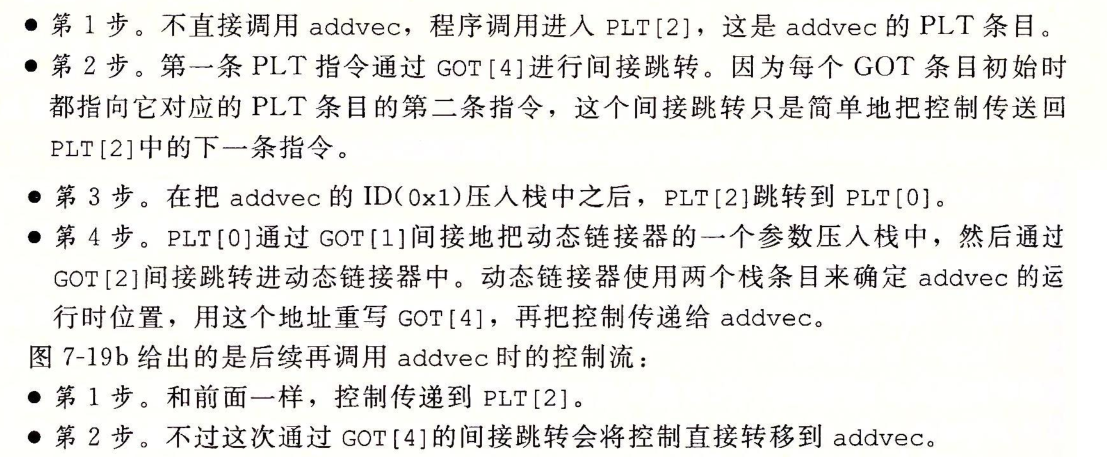 ● 第 1 步。不直接调用 addvec，程序调用进入 PLT[2]，这是 addvec 的 PLT 条目。
● 第 2 步。第一条 PLT 指令通过 GOT[4]进行间接跳转。因为每个 GOT 条目初始时
都指向它对应的 PLT 条目的第二条指令，这个间接跳转只是简单地把控制传送回
PLT[2]中的下一条指令。
● 第 3 步。在把 addvec 的 ID(0x1)压入栈中之后，PLT[2]跳转到 PLT[0]。
● 第 4 步。PLT[0]通过 GOT[1]间接地把动态链接器的一个参数压入栈中，然后通过
GOT[2]间接跳转进动态链接器中。动态链接器使用两个栈条目来确定 addvec 的运
行时位置，用这个地址重写 GOT[4]，再把控制传递给 addvec。
图 7-19b 给出的是后续再调用 addvec 时的控制流：
● 第 1 步。和前面一样，控制传递到 PLT[2]。
● 第 2 步。不过这次通过 GOT[4]的间接跳转会将控制直接转移到 addvec。